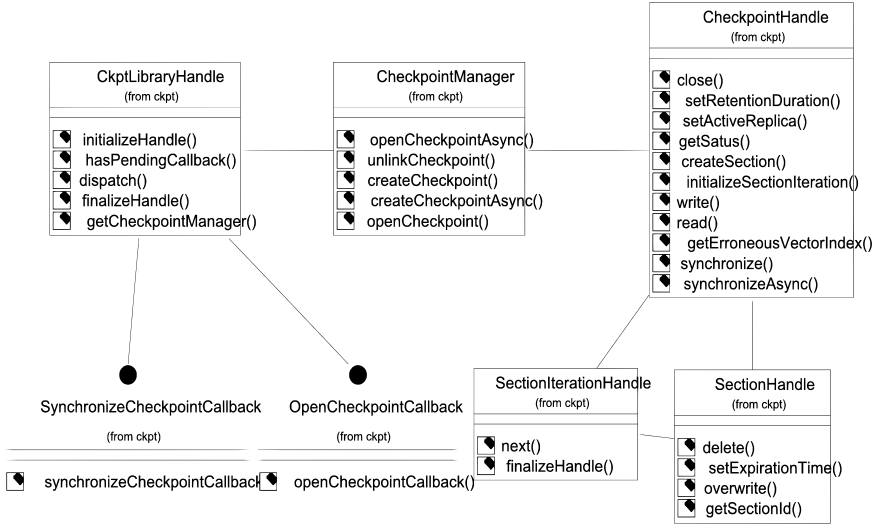 CheckpointHandle
(from ckpt)
close()
setRetentionDuration()
setActiveReplica()
getSatus()
createSection()
initializeSectionIteration()
write()
read()
getErroneousVectorIndex()
synchronize()
synchronizeAsync()
CkptLibraryHandle
(from ckpt)
initializeHandle()
hasPendingCallback()
dispatch()
finalizeHandle()
getCheckpointManager()
CheckpointManager
(from ckpt)
openCheckpointAsync()
unlinkCheckpoint()
createCheckpoint()
createCheckpointAsync()
openCheckpoint()
SynchronizeCheckpointCallback
(from ckpt)
synchronizeCheckpointCallback
OpenCheckpointCallback
(from ckpt)
openCheckpointCallback()
SectionIterationHandle
(from ckpt)
next()
finalizeHandle()
SectionHandle
(from ckpt)
delete()
setExpirationTime()
overwrite()
getSectionId()